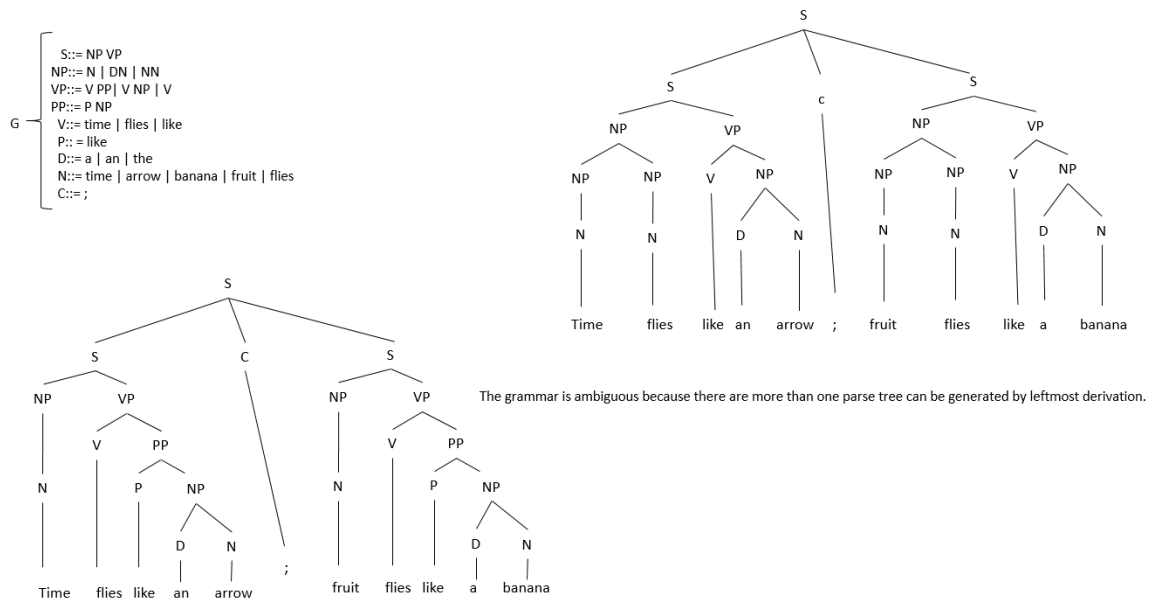 S::= NP VP
NP::= N | DN | NN
VP::= V PP| V NP | V
PP::= P NP
G
V::= time | flies | like
P:: = like
D::= a | an | the
N::= time | arrow | banana | fruit | flies
C::= ;
S
S c S
NP VP NP VP
NP NP V NP NP NP V NP
N N D N N N D N
Time flies like an arrow ; fruit flies like a banana
The grammar is ambiguous because there are more than one parse tree can be generated by leftmost derivation.
S
S C S
NP VP NP VP
V PP V PP
N P NP N P NP
D N D N
;
Time flies like an arrow fruit flies like a banana